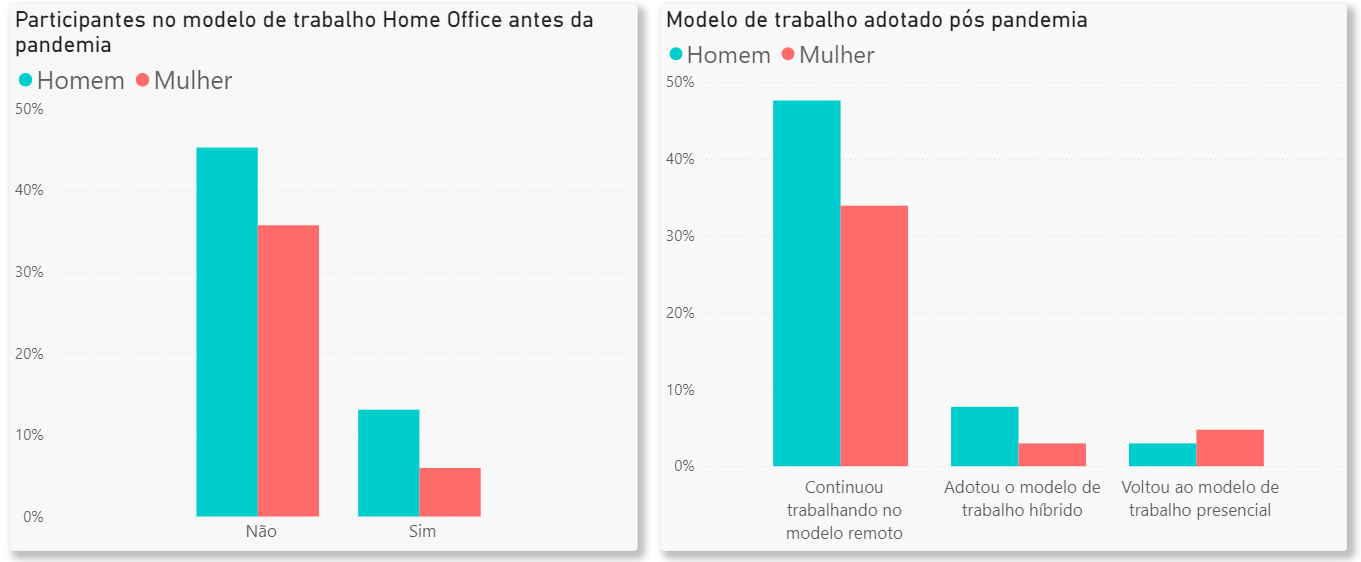 Participantes no modelo de trabalho Home Office antes da
pandemia
Homem Mulher
50%
40%
30%
20%
10%
0%
Não Sim
Modelo de trabalho adotado pós pandemia
Homem Mulher
50%
40%
30%
20%
10%
0%
Continuou
trabalhando no
modelo remoto
Adotou o modelo de
trabalho híbrido
Voltou ao modelo de
trabalho presencial